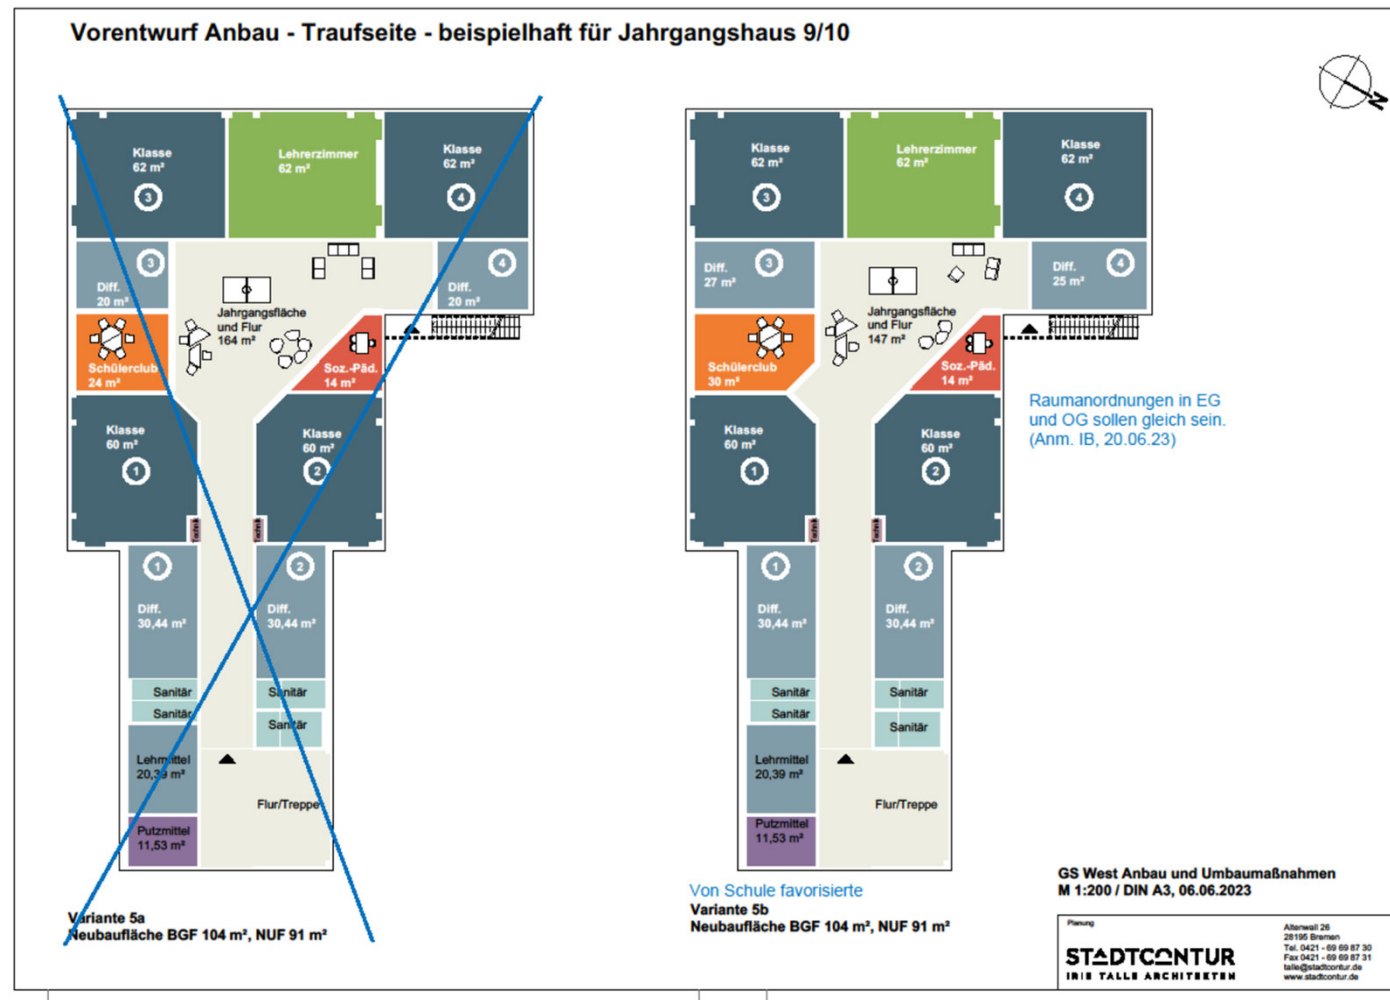 Vorentwurf Anbau - Traufseite - beispielhaft für Jahrgangshaus 9/10
N
Klasse
62 m²
3
Lehrerzimmer
62 m²
Klasse
62 m²
4
3
Diff.
20 m²
4
Diff.
20 m²
Jahrgangsfläche
und Flur
164 m²
Schülerclub
24 m²
Soz.-Päd.
14 m²
Klasse
60 m²
1
Klasse
60 m²
2
Technik
Technik
1
Diff.
30,44 m²
2
Diff.
30,44 m²
Sanitär
Sanitär
Sanitär
Sanitär
Lehrmittel
20,39 m²
Flur/Treppe
Putzmittel
11,53 m²
Variante 5a
Neubaufläche BGF 104 m², NUF 91 m²
Klasse
62 m²
3
Lehrerzimmer
62 m²
Klasse
62 m²
4
Diff.
27 m²
3
Diff.
25 m²
4
Jahrgangsfläche
und Flur
147 m²
Schülerclub
30 m²
Soz.-Päd.
14 m²
Raumanordnungen in EG
und OG sollen gleich sein.
(Anm. IB, 20.06.23)
Klasse
60 m²
1
Klasse
60 m²
2
Technik
Technik
1
Diff.
30,44 m²
2
Diff.
30,44 m²
Sanitär
Sanitär
Sanitär
Sanitär
Lehrmittel
20,39 m²
Flur/Treppe
Putzmittel
11,53 m²
Von Schule favorisierte
Variante 5b
Neubaufläche BGF 104 m², NUF 91 m²
GS West Anbau und Umbaumaßnahmen
M 1:200 / DIN A3, 06.06.2023
Planung
STADTCONTUR
IRIS TALLE ARCHITEKTEN
Altenwall 26
28195 Bremen
Tel. 0421 - 69 69 87 30
Fax 0421 - 69 69 87 31
talle@stadtcontur.de
www.stadtcontur.de